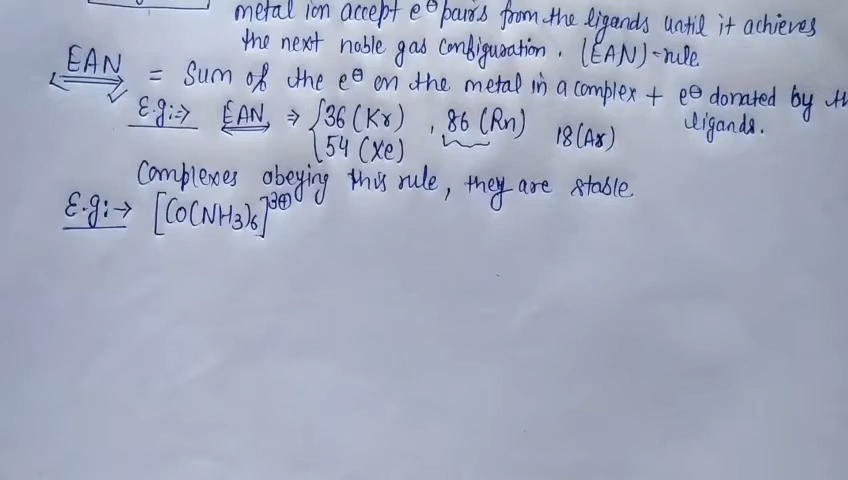 metal ion accept e⊖ pairs from the ligands until it achieves
the next noble gas configuration. (EAN)-rule
EAN = Sum of the e⊖ on the metal in a complex + e⊖ donated by th
ligands.
E.g:→ EAN ⇒ {36 (Kr) , 86 (Rn) 18(Ar)
54 (Xe)
Complexes obeying this rule, they are stable
E.g:→ [Co(NH3)6]3⊕